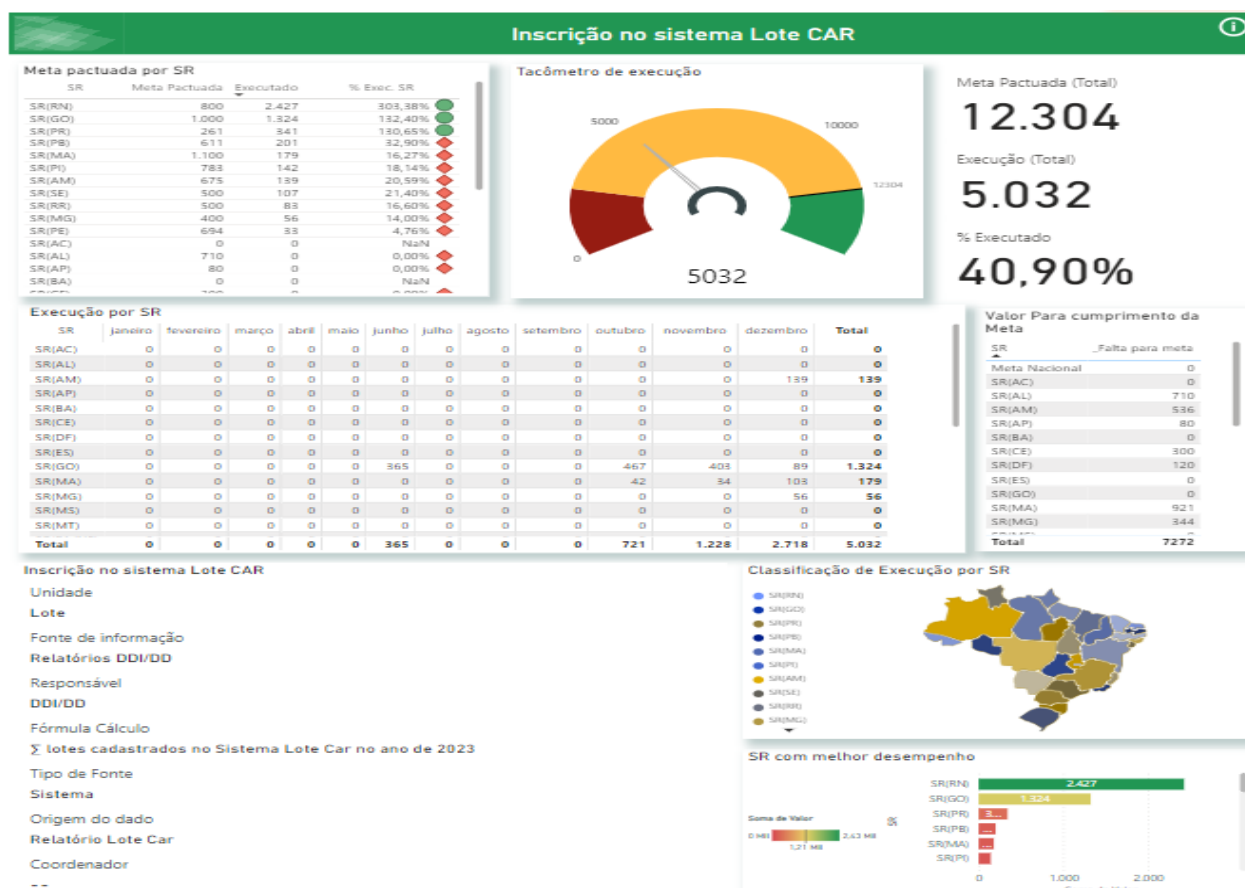 Inscrição no sistema Lote CAR
Meta pactuada por SR
SR Meta Pactuada Executado % Exec. SR
SR(RN) 800 2.427 303,38%
SR(GO) 1.000 1.324 132,40%
SR(PR) 261 341 130,65%
SR(PB) 611 201 32,90%
SR(MA) 1.100 179 16,27%
SR(PI) 783 142 18,14%
SR(AM) 675 139 20,59%
SR(SE) 500 107 21,40%
SR(RR) 500 83 16,60%
SR(MG) 400 56 14,00%
SR(PE) 694 33 4,76%
SR(AC) 0 0 NaN
SR(AL) 710 0 0,00%
SR(AP) 80 0 0,00%
SR(BA) 0 0 NaN
Tacômetro de execução
5000
10000
12304
0
5032
Meta Pactuada (Total)
12.304
Execução (Total)
5.032
% Executado
40,90%
Execução por SR
SR janeiro fevereiro março abril maio junho julho agosto setembro outubro novembro dezembro Total
SR(AC) 0 0 0 0 0 0 0 0 0 0 0 0 0
SR(AL) 0 0 0 0 0 0 0 0 0 0 0 0 0
SR(AM) 0 0 0 0 0 0 0 0 0 0 0 139 139
SR(AP) 0 0 0 0 0 0 0 0 0 0 0 0 0
SR(BA) 0 0 0 0 0 0 0 0 0 0 0 0 0
SR(CE) 0 0 0 0 0 0 0 0 0 0 0 0 0
SR(DF) 0 0 0 0 0 0 0 0 0 0 0 0 0
SR(ES) 0 0 0 0 0 0 0 0 0 0 0 0 0
SR(GO) 0 0 0 0 0 365 0 0 0 467 403 89 1.324
SR(MA) 0 0 0 0 0 0 0 0 0 42 34 103 179
SR(MG) 0 0 0 0 0 0 0 0 0 0 0 56 56
SR(MS) 0 0 0 0 0 0 0 0 0 0 0 0 0
SR(MT) 0 0 0 0 0 0 0 0 0 0 0 0 0
Total 0 0 0 0 0 365 0 0 0 721 1.228 2.718 5.032
Valor Para cumprimento da
Meta
SR _Falta para meta
Meta Nacional 0
SR(AC) 0
SR(AL) 710
SR(AM) 536
SR(AP) 80
SR(BA) 0
SR(CE) 300
SR(DF) 120
SR(ES) 0
SR(GO) 0
SR(MA) 921
SR(MG) 344
Total 7272
Inscrição no sistema Lote CAR
Unidade
Lote
Fonte de informação
Relatórios DDI/DD
Responsável
DDI/DD
Fórmula Cálculo
∑ lotes cadastrados no Sistema Lote Car no ano de 2023
Tipo de Fonte
Sistema
Origem do dado
Relatório Lote Car
Coordenador
Classificação de Execução por SR
SR(RN)
SR(GO)
SR(PR)
SR(PB)
SR(MA)
SR(PI)
SR(AM)
SR(SE)
SR(RR)
SR(MG)
SR com melhor desempenho
Soma de Valor
0 Mil 2,43 Mil
1,21 Mil
SR
SR(RN) 2.427
SR(GO) 1.324
SR(PR) 3...
SR(PB) ...
SR(MA) ...
SR(PI)
0 1.000 2.000